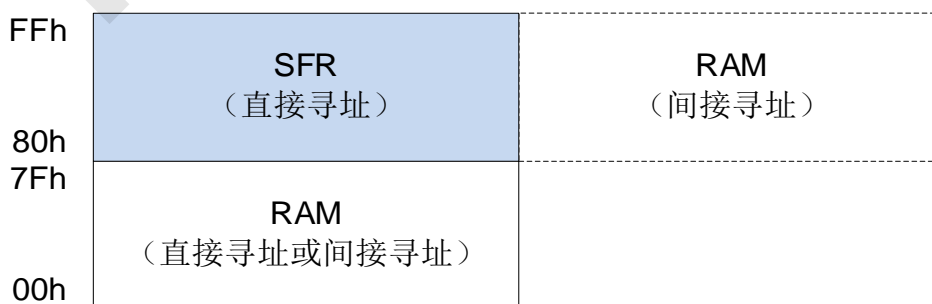 FFh
SFR
（直接寻址）
RAM
（间接寻址）
80h
7Fh
RAM
（直接寻址或间接寻址）
00h